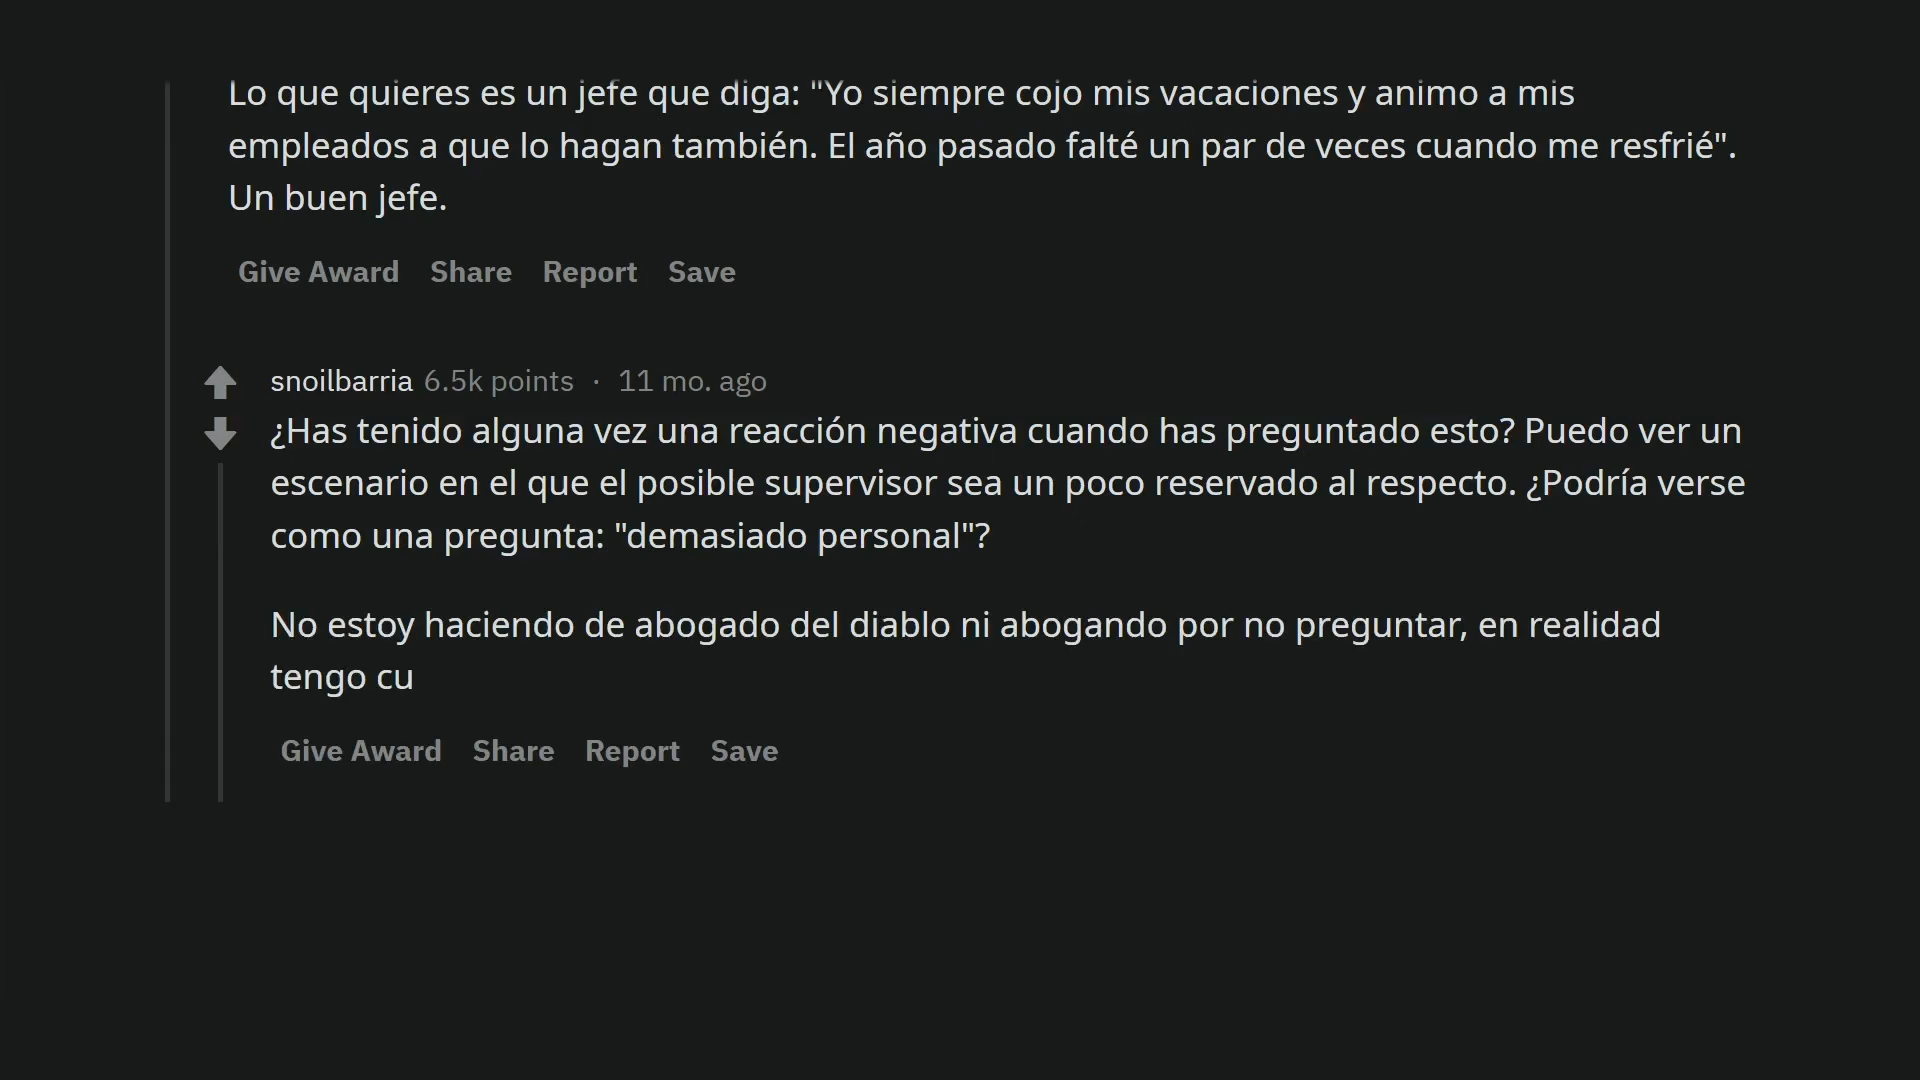 Lo que quieres es un jefe que diga: "Yo siempre cojo mis vacaciones y animo a mis
empleados a que lo hagan también. El año pasado falté un par de veces cuando me resfrié".
Un buen jefe.
Give Award Share Report Save
snoilbarria 6.5k points · 11 mo. ago
¿Has tenido alguna vez una reacción negativa cuando has preguntado esto? Puedo ver un
escenario en el que el posible supervisor sea un poco reservado al respecto. ¿Podría verse
como una pregunta: "demasiado personal"?
No estoy haciendo de abogado del diablo ni abogando por no preguntar, en realidad
tengo cu
Give Award Share Report Save